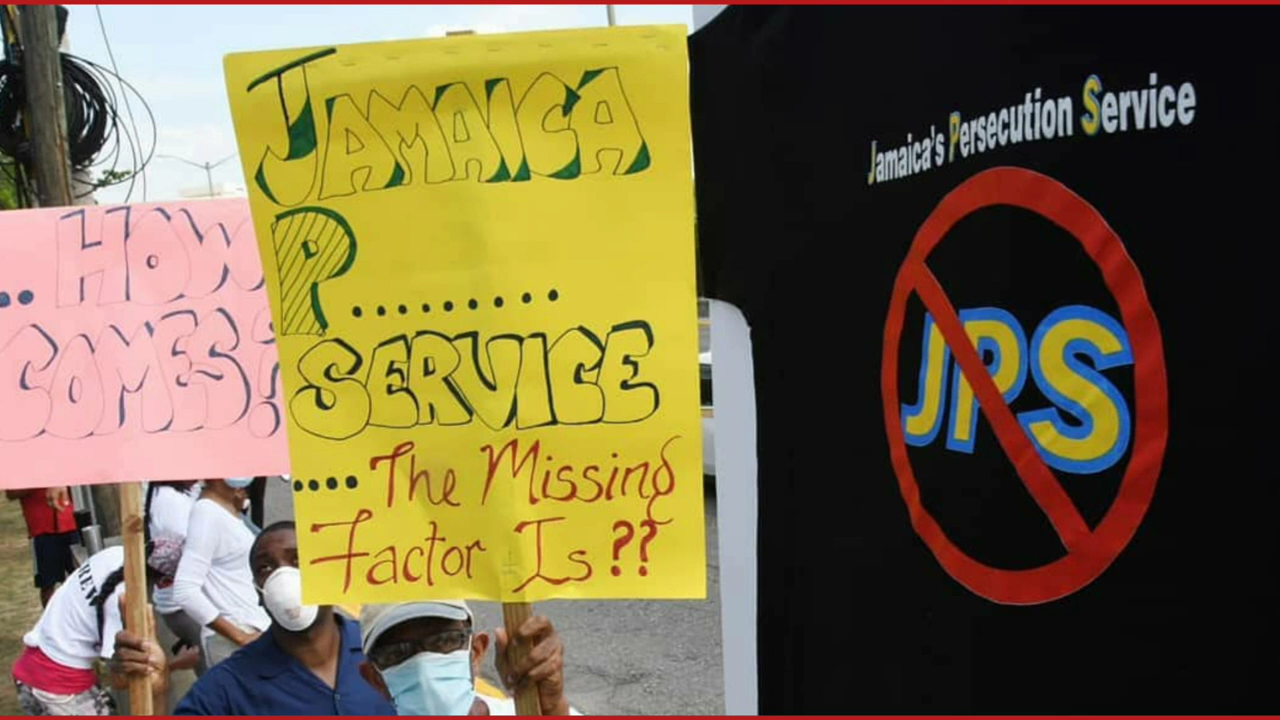 .. HOW
COMES??
JAMAICA
P..........
SERVICE
.... The Missing
Factor Is??
Jamaica's Persecution Service
JPS